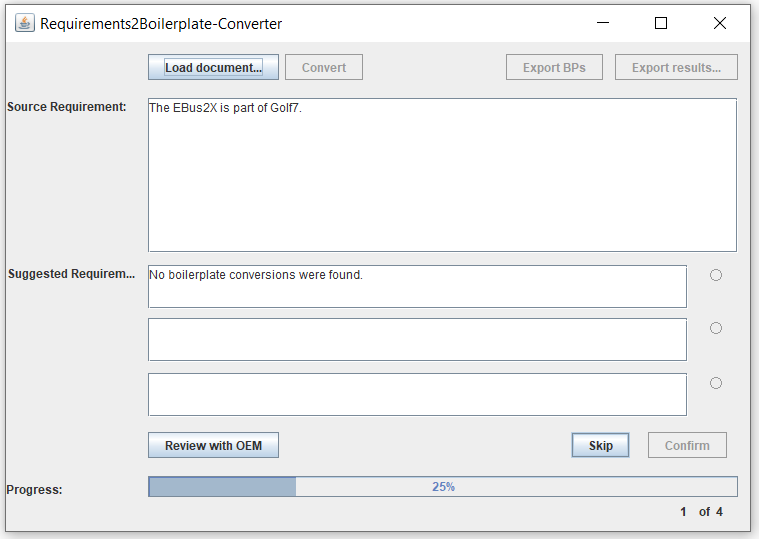 Requirements2Boilerplate-Converter
Load document... Convert Export BPs Export results...
Source Requirement: The EBus2X is part of Golf7.
Suggested Requirem... No boilerplate conversions were found.
Review with OEM Skip Confirm
Progress: 25%
1 of 4